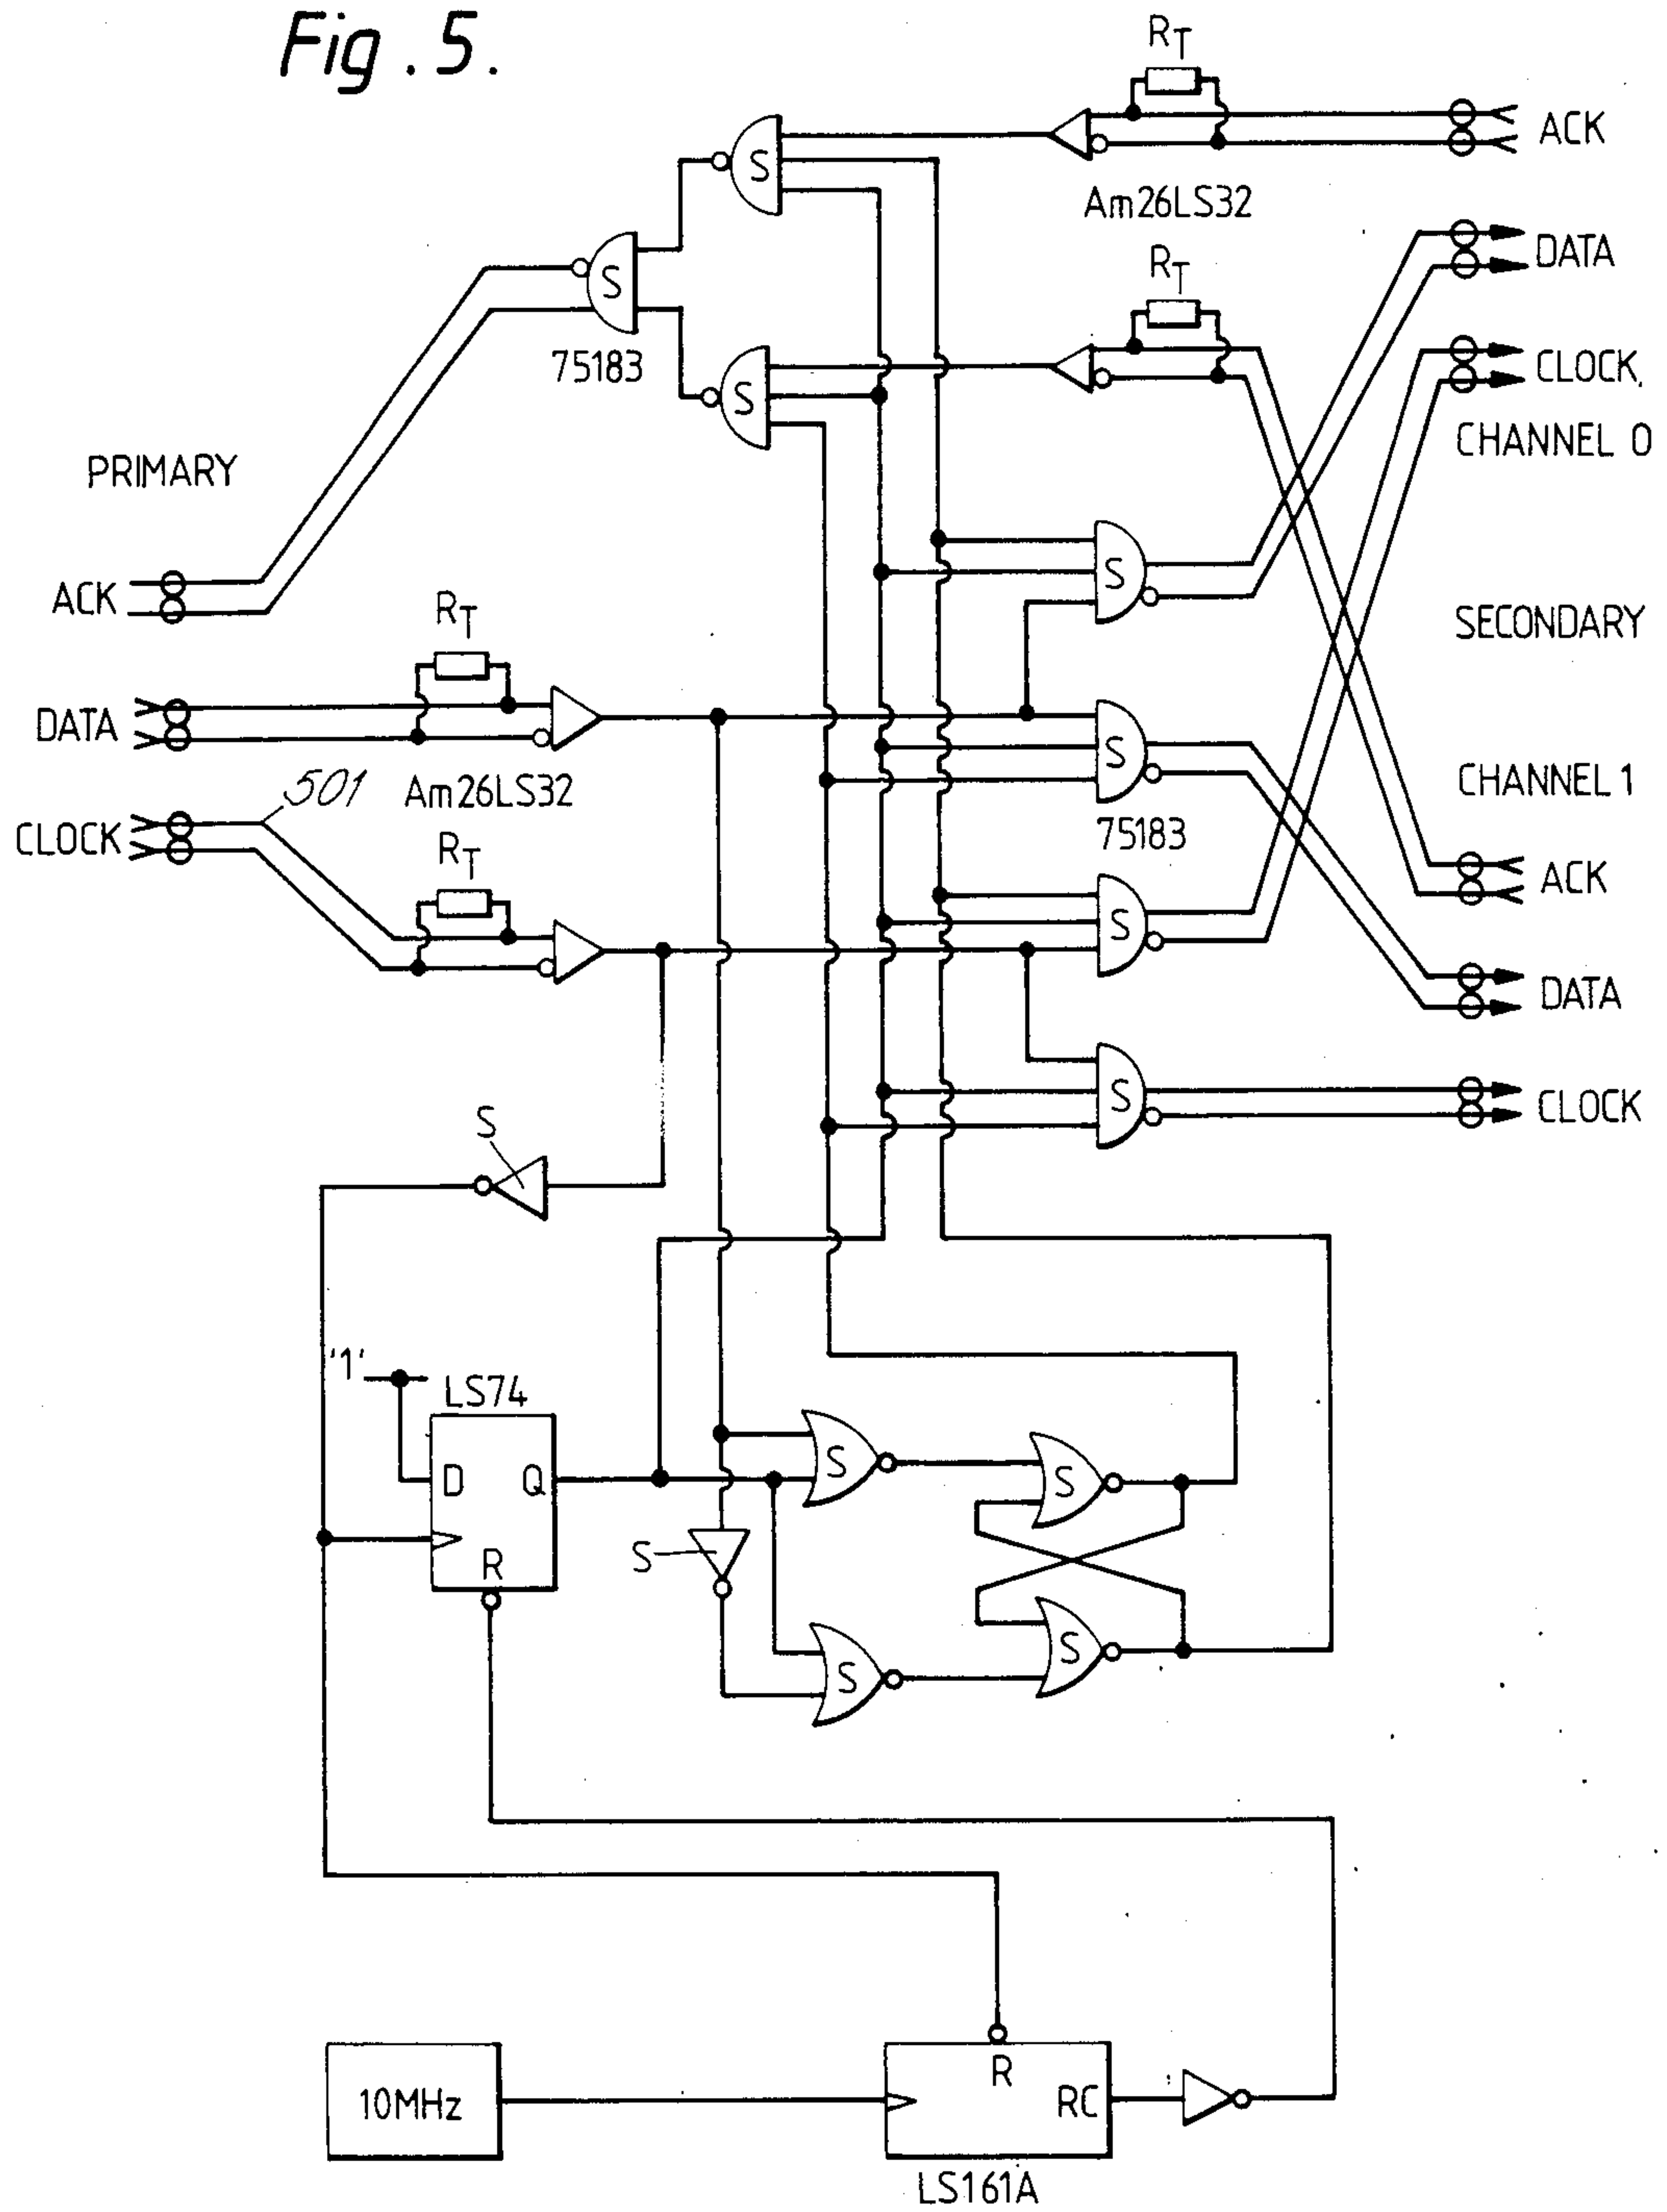 Fig. 5.
RT
ACK
S
Am26LS32
DATA
RT
S
75183
CLOCK.
S
CHANNEL 0
PRIMARY
S
ACK
RT
SECONDARY
DATA
S
CHANNEL 1
501
Am26LS32
75183
CLOCK
RT
ACK
S
DATA
S
CLOCK
S
'1'
LS74
D
Q
S
S
R
S
S
S
10MHz
R
RC
LS161A